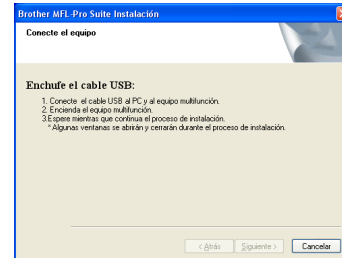 Brother MFL-Pro Suite Instalación
Conecte el equipo
Enchufe el cable USB:
1. Conecte el cable USB al PC y al equipo multifunción.
2. Encienda el equipo multifunción.
3.Espere mientras que continua el proceso de instalación.
* Algunas ventanas se abrirán y cerrarán durante el proceso de instalación.
< Atrás
Siguiente >
Cancelar